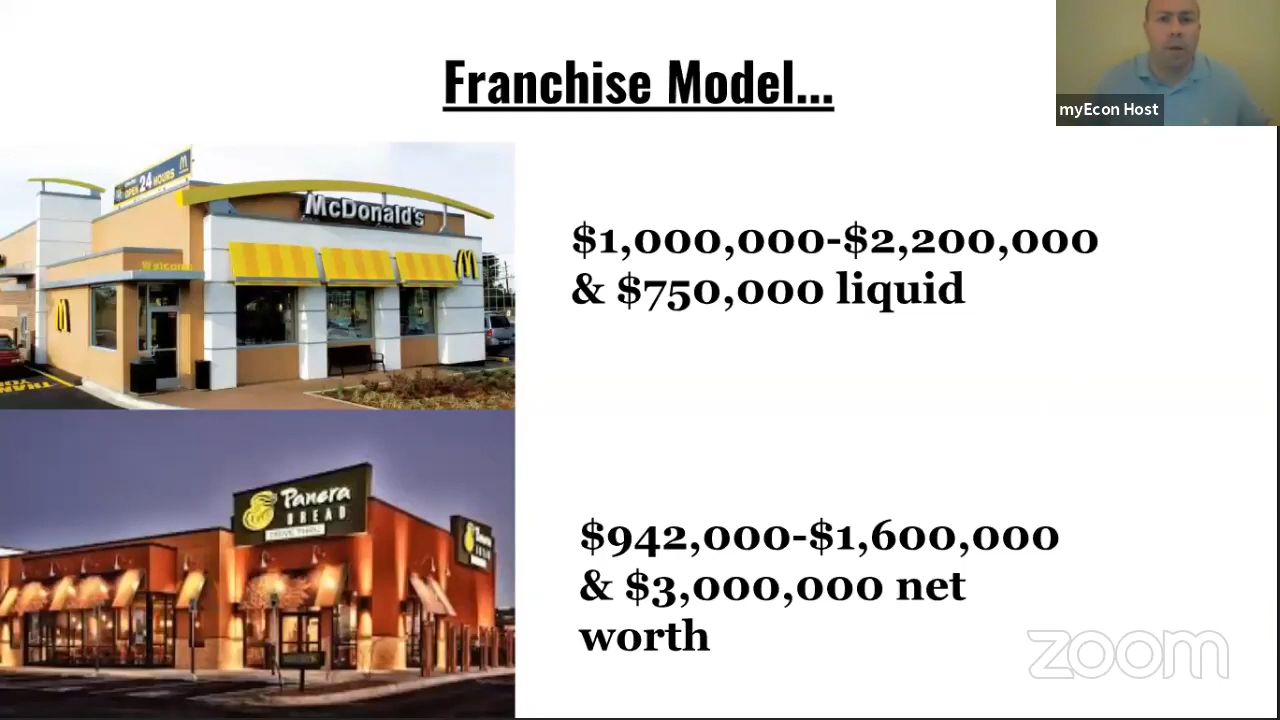 Franchise Model...
myEcon Host
OPEN 24 HOURS
McDonald's
Welcome
$1,000,000-$2,200,000
& $750,000 liquid
Panera
BREAD
DRIVE THRU
$942,000-$1,600,000
& $3,000,000 net
worth
zoom